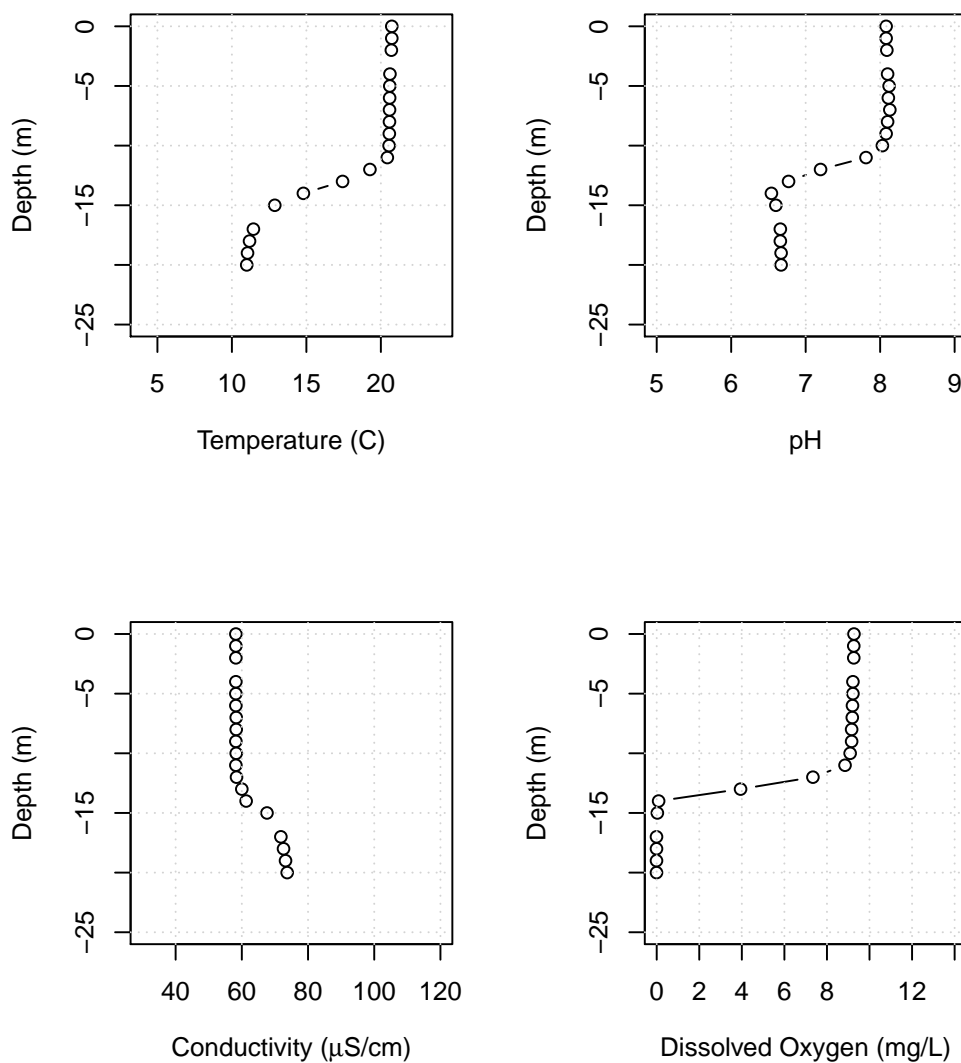 0
−5
−15
−25
Depth (m)
5 10 15 20
Temperature (C)
0
−5
−15
−25
Depth (m)
5 6 7 8 9
pH
0
−5
−15
−25
Depth (m)
40 60 80 100 120
Conductivity (μS/cm)
0
−5
−15
−25
Depth (m)
0 2 4 6 8 12
Dissolved Oxygen (mg/L)